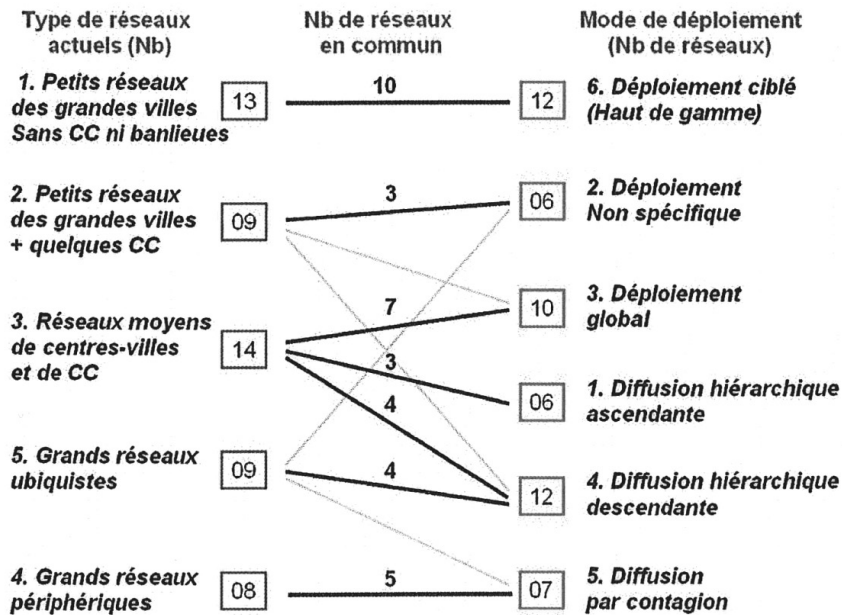 Type de réseaux
actuels (Nb)
Nb de réseaux
en commun
Mode de déploiement
(Nb de réseaux)
1. Petits réseaux
des grandes villes
Sans CC ni banlieues
13
10
12
6. Déploiement ciblé
(Haut de gamme)
2. Petits réseaux
des grandes villes
+ quelques CC
09
3
06
2. Déploiement
Non spécifique
7
10
3. Déploiement
global
3. Réseaux moyens
de centres-villes
et de CC
14
3
4
06
1. Diffusion hiérarchique
ascendante
5. Grands réseaux
ubiquistes
09
4
12
4. Diffusion hiérarchique
descendante
4. Grands réseaux
périphériques
08
5
07
5. Diffusion
par contagion